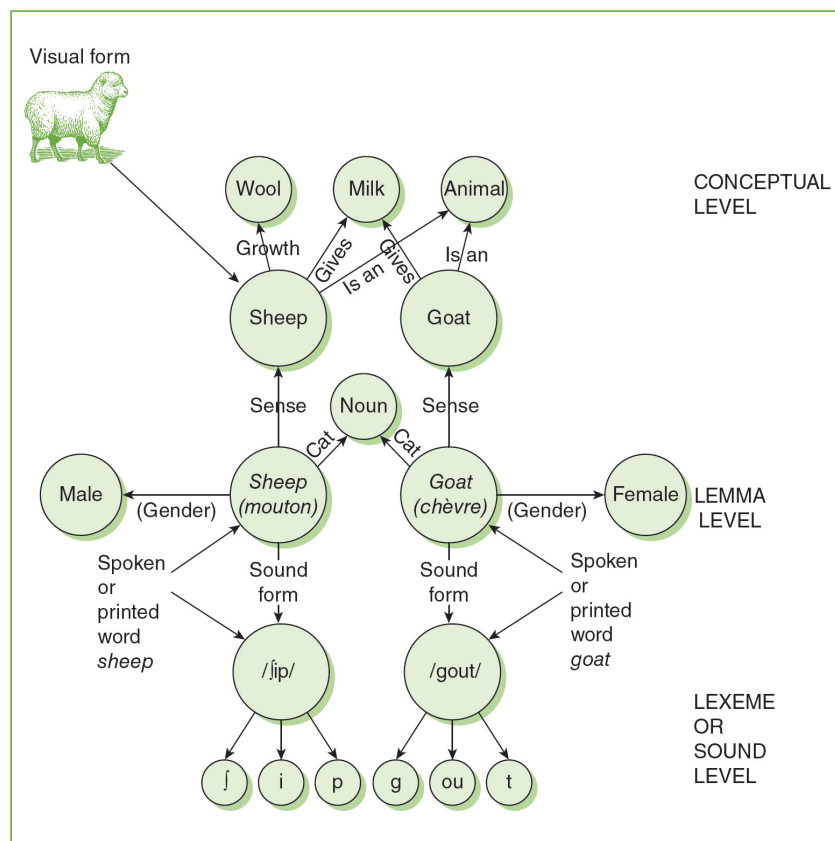 Visual form
Wool
Milk
Animal
CONCEPTUAL
LEVEL
Growth
Gives
Is an
Gives
Is an
Sheep
Goat
Sense
Noun
Sense
Cat
Cat
Male
(Gender)
Sheep
(mouton)
Goat
(chèvre)
(Gender)
Female
LEMMA
LEVEL
Spoken
or
printed
word
sheep
Sound
form
Sound
form
Spoken
or
printed
word
goat
/ʃip/
/gout/
LEXEME
OR
SOUND
LEVEL
ʃ
i
p
g
ou
t